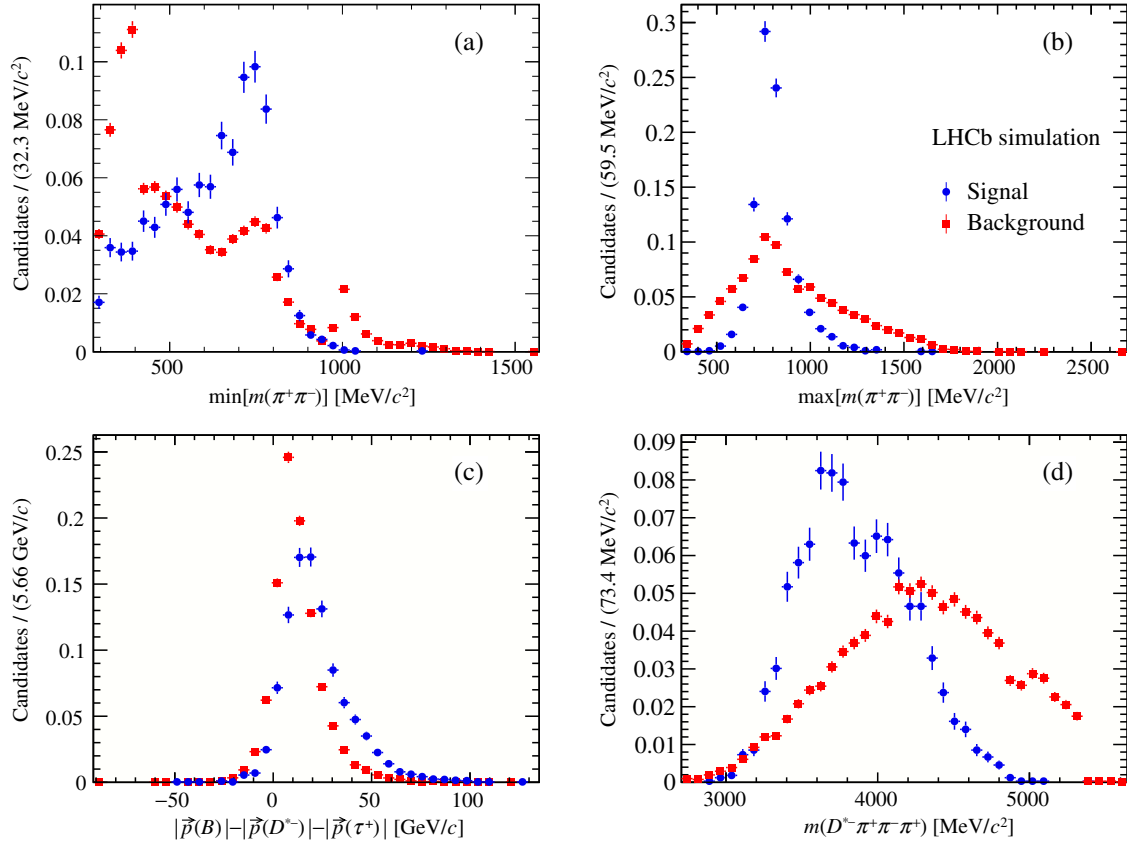 (a)
Candidates / (32.3 MeV/c²)
0.1
0.08
0.06
0.04
0.02
0
500 1000 1500
min[m(π⁺π⁻)] [MeV/c²]
(b)
Candidates / (59.5 MeV/c²)
0.3
0.25
0.2
0.15
0.1
0.05
0
LHCb simulation
Signal
Background
500 1000 1500 2000 2500
max[m(π⁺π⁻)] [MeV/c²]
(c)
Candidates / (5.66 GeV/c)
0.25
0.2
0.15
0.1
0.05
0
−50 0 50 100
|p⃗(B)|−|p⃗(D*⁻)|−|p⃗(τ⁺)| [GeV/c]
(d)
Candidates / (73.4 MeV/c²)
0.09
0.08
0.07
0.06
0.05
0.04
0.03
0.02
0.01
0
3000 4000 5000
m(D*⁻π⁺π⁻π⁺) [MeV/c²]